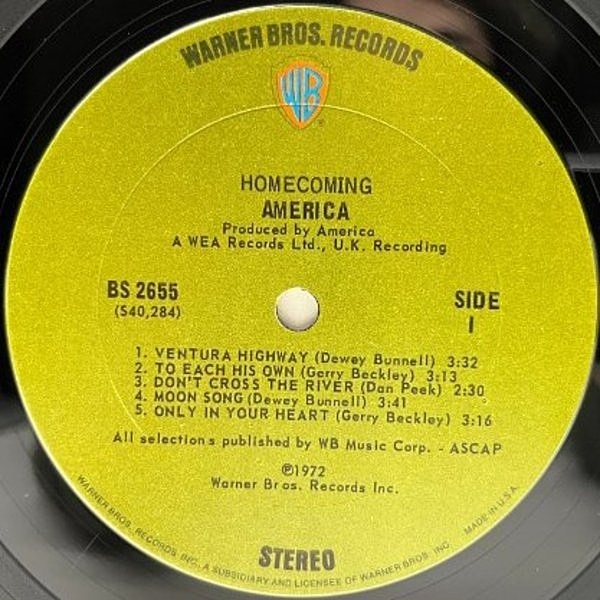 WARNER BROS. RECORDS
WB
®
HOMECOMING
AMERICA
Produced by America
A WEA Records Ltd., U.K. Recording
BS 2655
(S40,284)
SIDE
1
1. VENTURA HIGHWAY (Dewey Bunnell) 3:32
2. TO EACH HIS OWN (Gerry Beckley) 3:13
3. DON'T CROSS THE RIVER (Dan Peek) 2:30
4. MOON SONG (Dewey Bunnell) 3:41
5. ONLY IN YOUR HEART (Gerry Beckley) 3:16
All selections published by WB Music Corp. - ASCAP
℗1972
Warner Bros. Records Inc.
STEREO
WARNER BROS. RECORDS, INC., A SUBSIDIARY AND LICENSEE OF WARNER BROS. INC. MADE IN U.S.A.